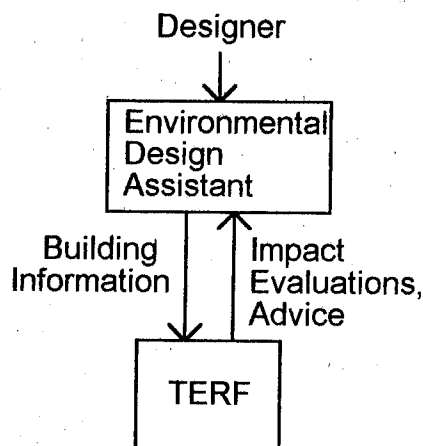 Designer
Environmental
Design
Assistant
Building
Information
Impact
Evaluations,
Advice
TERF